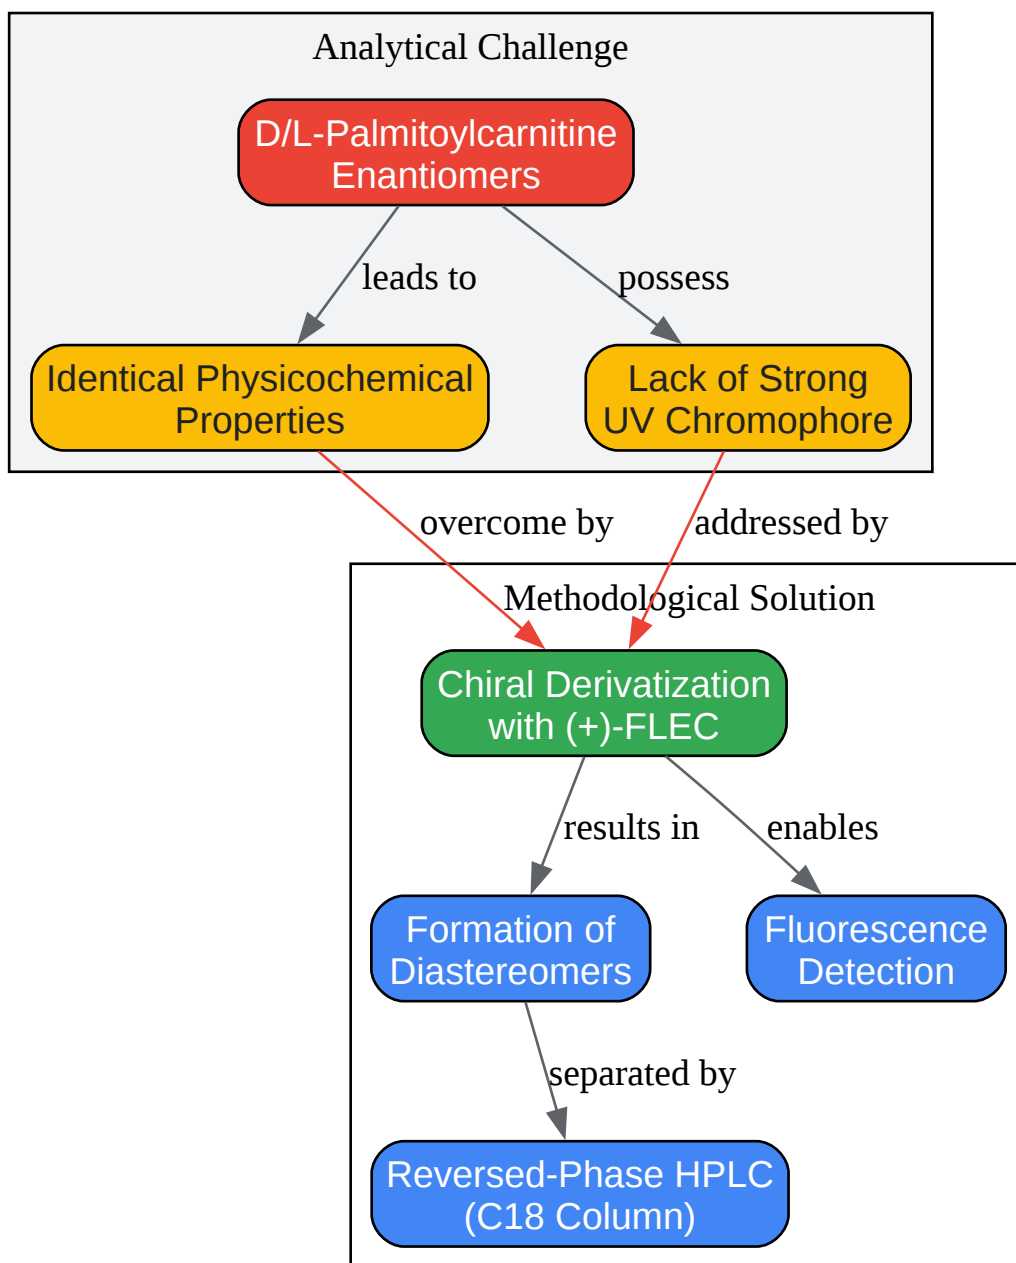 Analytical Challenge
D/L-Palmitoylcarnitine
Enantiomers
leads to
possess
Identical Physicochemical
Properties
Lack of Strong
UV Chromophore
overcome by
addressed by
Methodological Solution
Chiral Derivatization
with (+)-FLEC
results in
enables
Formation of
Diastereomers
Fluorescence
Detection
separated by
Reversed-Phase HPLC
(C18 Column)